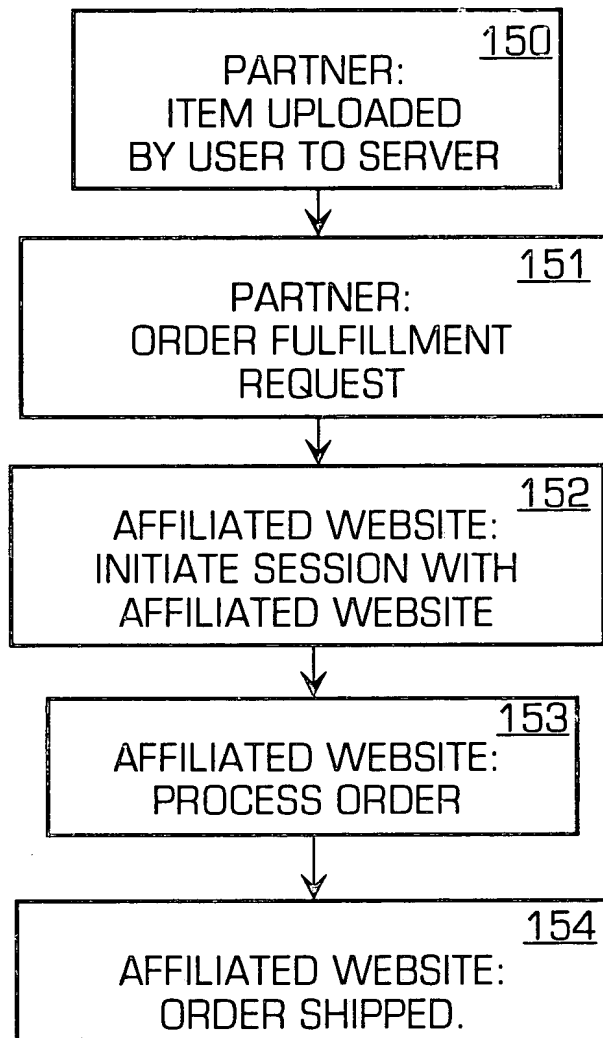 150
PARTNER:
ITEM UPLOADED
BY USER TO SERVER
151
PARTNER:
ORDER FULFILLMENT
REQUEST
152
AFFILIATED WEBSITE:
INITIATE SESSION WITH
AFFILIATED WEBSITE
153
AFFILIATED WEBSITE:
PROCESS ORDER
154
AFFILIATED WEBSITE:
ORDER SHIPPED.